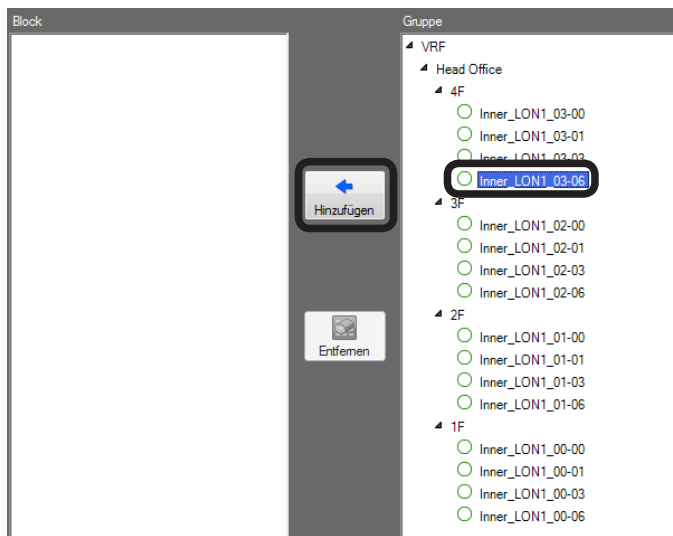 Block
Gruppe
VRF
Head Office
4F
Inner_LON1_03-00
Inner_LON1_03-01
Inner_LON1_03-03
Inner_LON1_03-06
3F
Inner_LON1_02-00
Inner_LON1_02-01
Inner_LON1_02-03
Inner_LON1_02-06
2F
Inner_LON1_01-00
Inner_LON1_01-01
Inner_LON1_01-03
Inner_LON1_01-06
1F
Inner_LON1_00-00
Inner_LON1_00-01
Inner_LON1_00-03
Inner_LON1_00-06
Hinzufügen
Entfernen